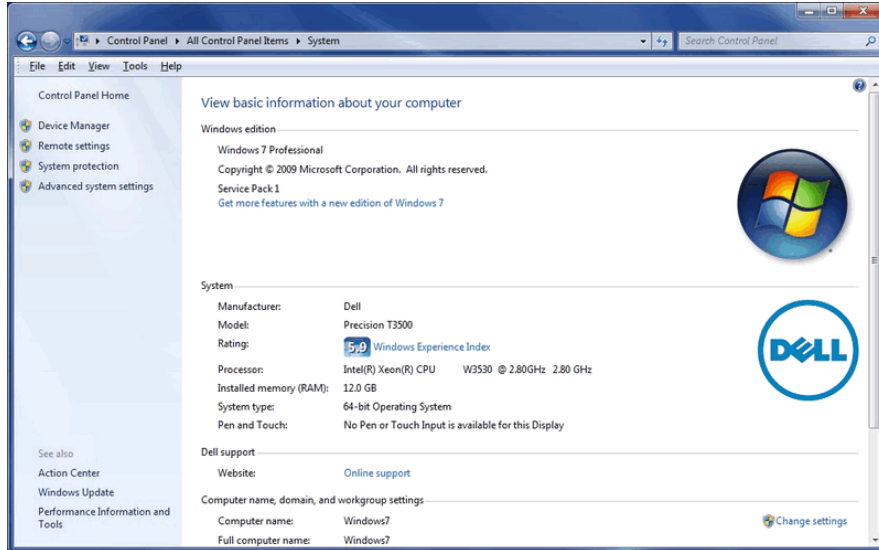 Control Panel ▸ All Control Panel Items ▸ System
Search Control Panel
File Edit View Tools Help
Control Panel Home
Device Manager
Remote settings
System protection
Advanced system settings
See also
Action Center
Windows Update
Performance Information and
Tools
View basic information about your computer
Windows edition
Windows 7 Professional
Copyright © 2009 Microsoft Corporation. All rights reserved.
Service Pack 1
Get more features with a new edition of Windows 7
System
Manufacturer: Dell
Model: Precision T3500
Rating: 5,9 Windows Experience Index
Processor: Intel(R) Xeon(R) CPU W3530 @ 2.80GHz 2.80 GHz
Installed memory (RAM): 12.0 GB
System type: 64-bit Operating System
Pen and Touch: No Pen or Touch Input is available for this Display
DELL
Dell support
Website: Online support
Computer name, domain, and workgroup settings
Computer name: Windows7
Change settings
Full computer name: Windows7